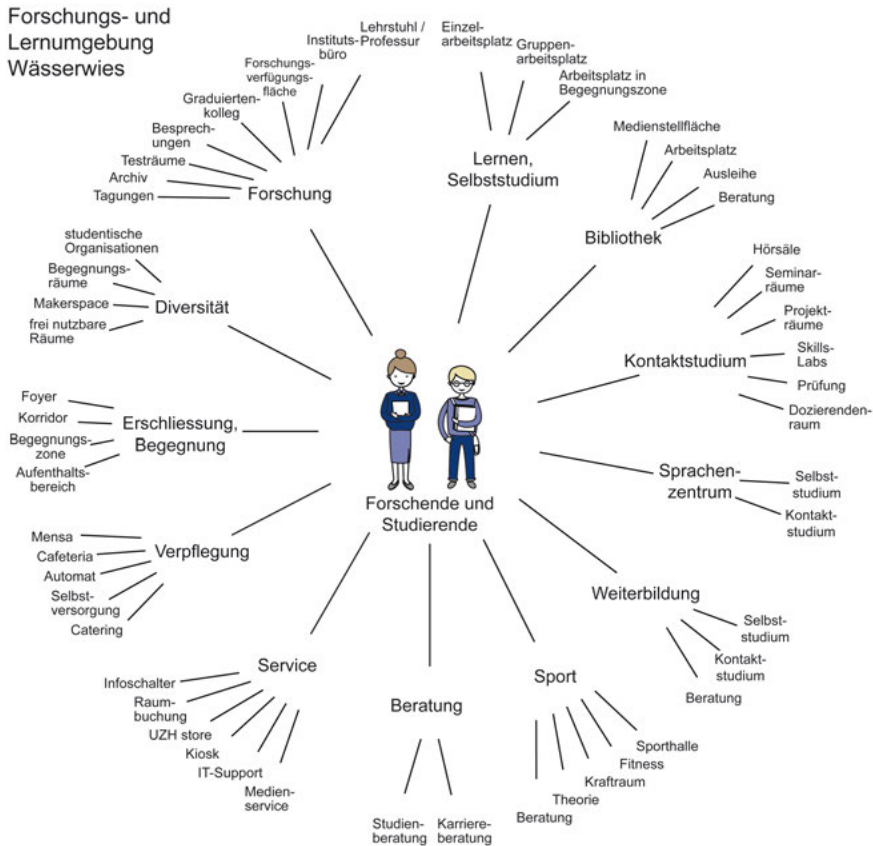 Forschungs- und
Lernumgebung
Wässerwies
Forschende und
Studierende
Lernen,
Selbststudium
Einzel-
arbeitsplatz
Gruppen-
arbeitsplatz
Arbeitsplatz in
Begegnungszone
Bibliothek
Medienstellfläche
Arbeitsplatz
Ausleihe
Beratung
Kontaktstudium
Hörsäle
Seminar-
räume
Projekt-
räume
Skills-
Labs
Prüfung
Dozierenden-
raum
Sprachen-
zentrum
Selbst-
studium
Kontakt-
studium
Weiterbildung
Selbst-
studium
Kontakt-
studium
Beratung
Sport
Sporthalle
Fitness
Kraftraum
Theorie
Beratung
Beratung
Karriere-
beratung
Studien-
beratung
Service
Medien-
service
IT-Support
Kiosk
UZH store
Raum-
buchung
Infoschalter
Verpflegung
Catering
Selbst-
versorgung
Automat
Cafeteria
Mensa
Erschliessung,
Begegnung
Aufenthalts-
bereich
Begegnungs-
zone
Korridor
Foyer
Diversität
frei nutzbare
Räume
Makerspace
Begegnungs-
räume
studentische
Organisationen
Forschung
Tagungen
Archiv
Testräume
Besprech-
ungen
Graduierten-
kolleg
Forschungs-
verfügungs-
fläche
Instituts-
büro
Lehrstuhl /
Professur